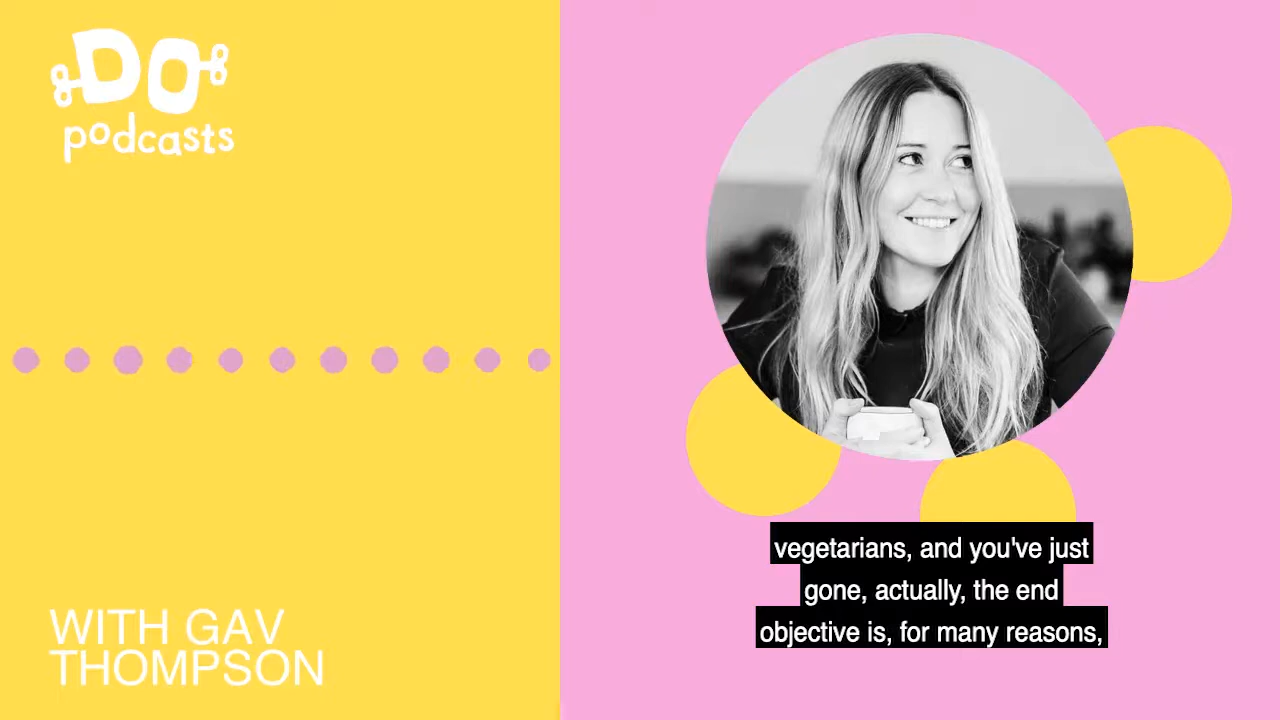 DO
podcasts
WITH GAV
THOMPSON
vegetarians, and you've just
gone, actually, the end
objective is, for many reasons,